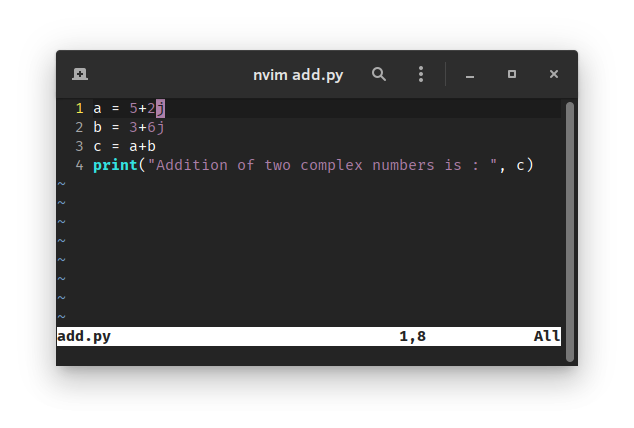 nvim add.py
1 a = 5+2j
2 b = 3+6j
3 c = a+b
4 print("Addition of two complex numbers is : ", c)
~
~
~
~
~
~
~
~
add.py 1,8 All